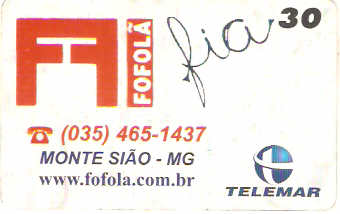 FOFOLÃ
fia
30
(035) 465-1437
MONTE SIÃO - MG
www.fofola.com.br
TELEMAR